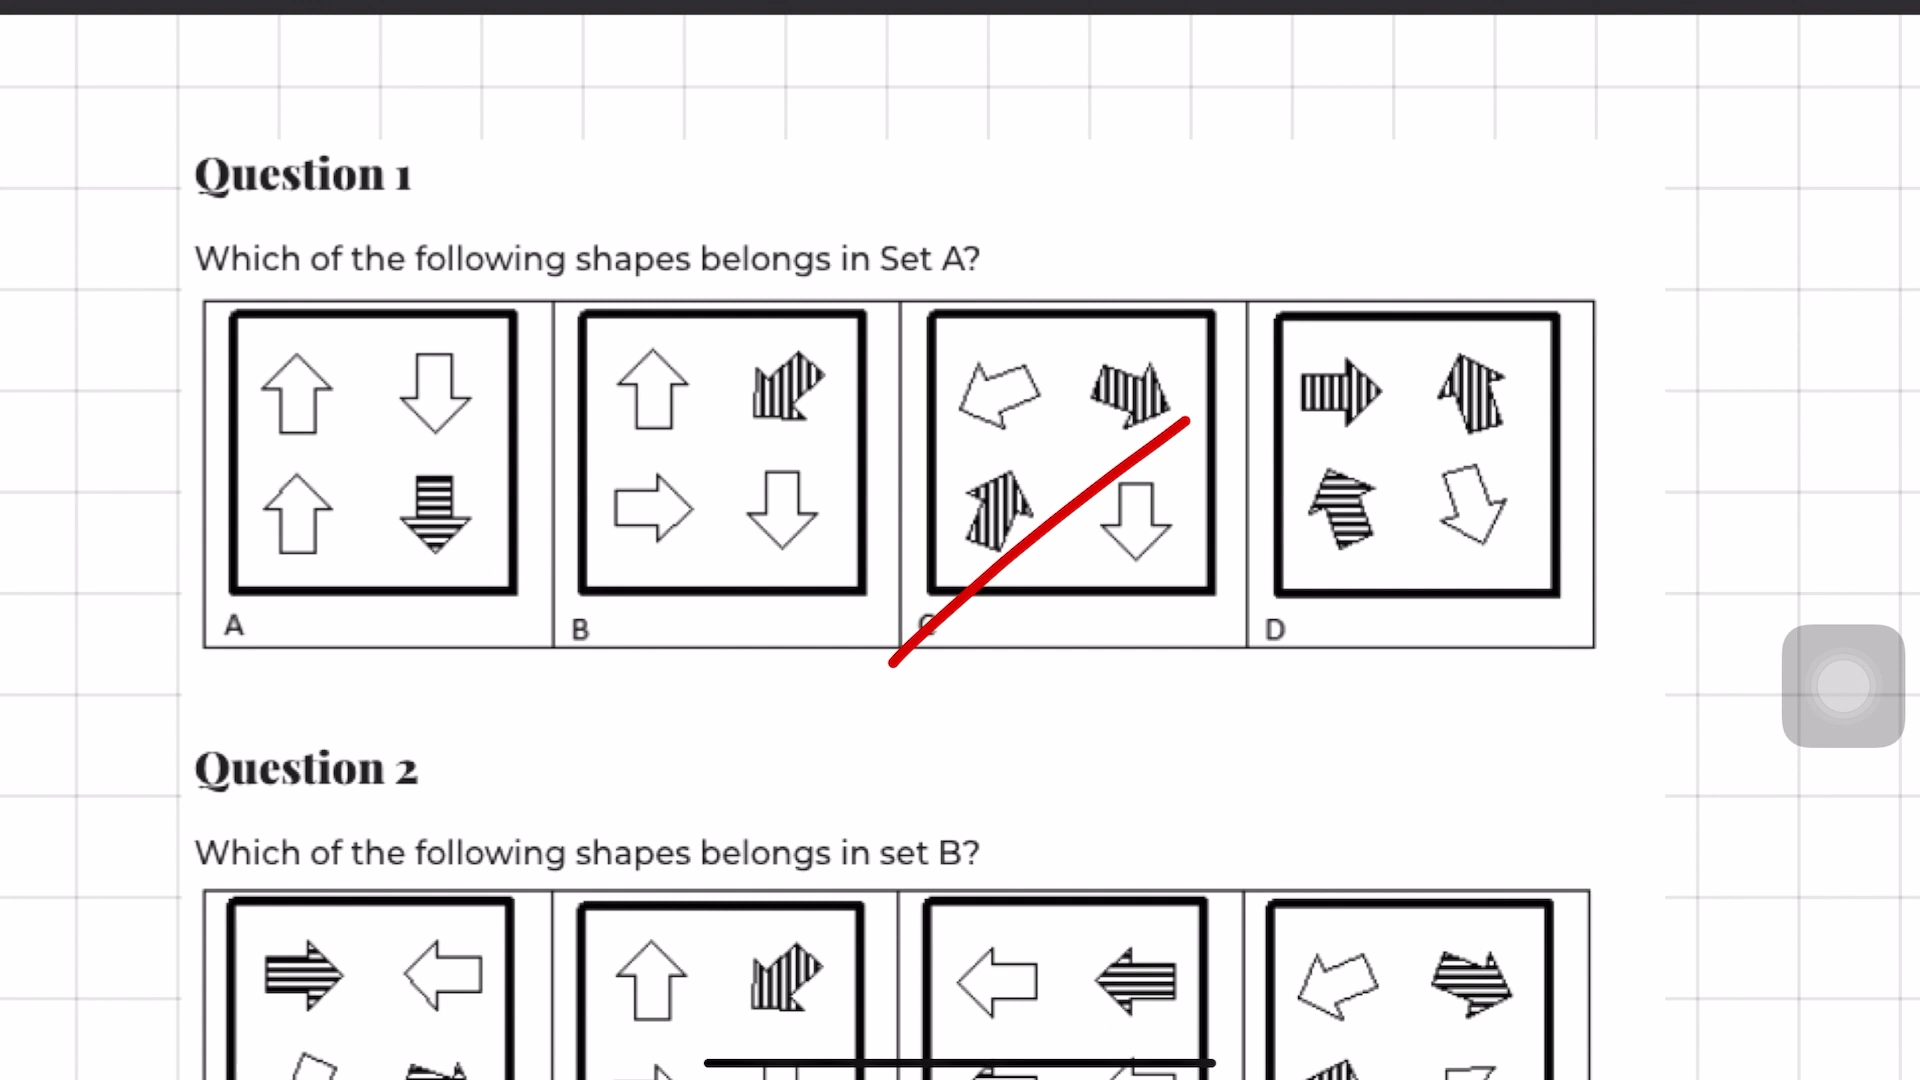 Question 1
Which of the following shapes belongs in Set A?
A B C D
Question 2
Which of the following shapes belongs in set B?